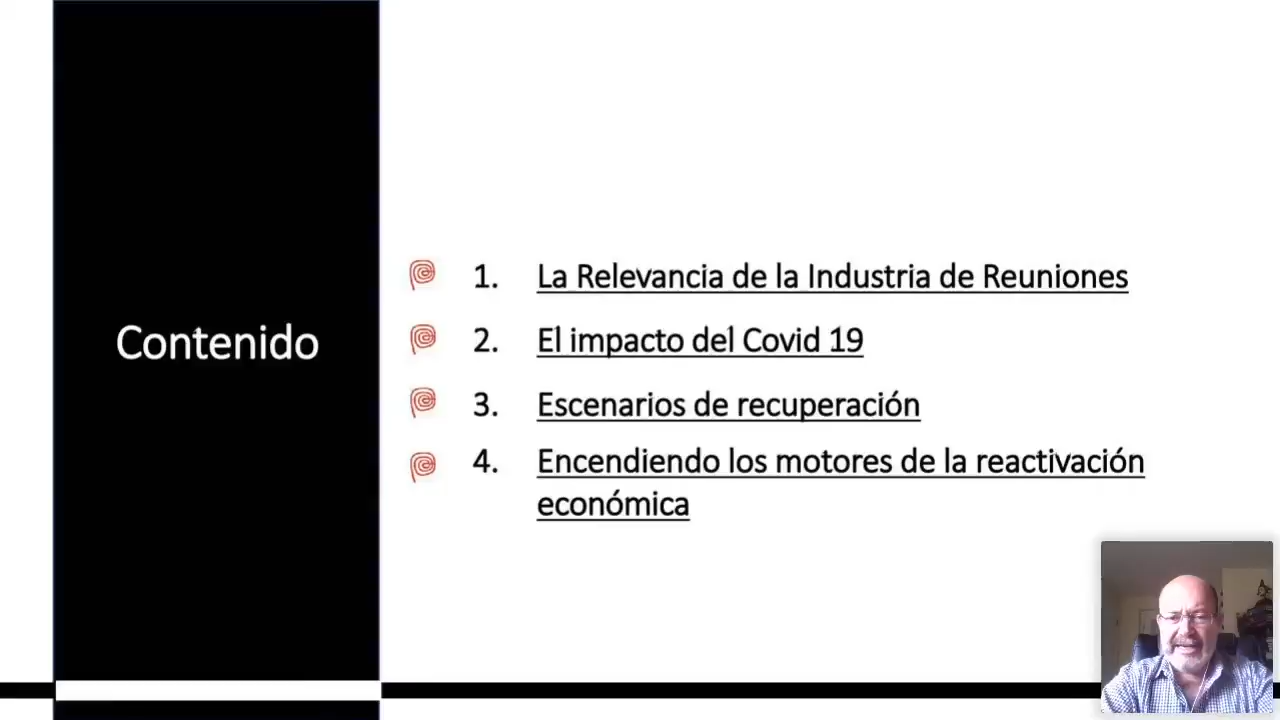 Contenido
1. La Relevancia de la Industria de Reuniones
2. El impacto del Covid 19
3. Escenarios de recuperación
4. Encendiendo los motores de la reactivación
económica